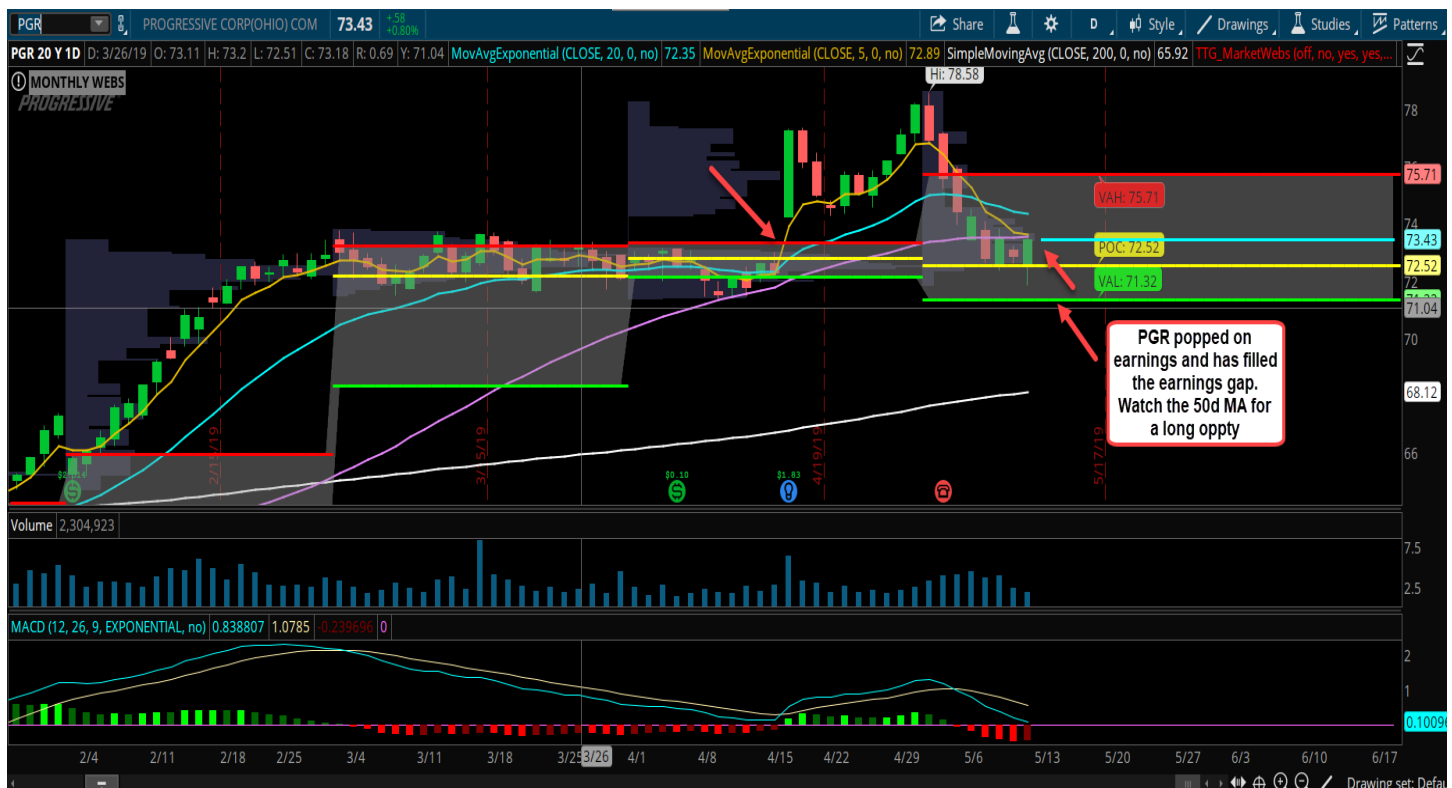 PGR PROGRESSIVE CORP(OHIO) COM 73.43 +.58 +0.80% Share D Style Drawings Studies Patterns
PGR 20 Y 1D D: 3/26/19 O: 73.11 H: 73.2 L: 72.51 C: 73.18 R: 0.69 Y: 71.04 MovAvgExponential (CLOSE, 20, 0, no) 72.35 MovAvgExponential (CLOSE, 5, 0, no) 72.89 SimpleMovingAvg (CLOSE, 200, 0, no) 65.92 TTG_MarketWebs (off, no, yes, yes,...
MONTHLY WEBS
PROGRESSIVE
Hi: 78.58
78
75.71
VAH: 75.71
74
73.43
POC: 72.52
72.52
VAL: 71.32
72
71.04
PGR popped on
earnings and has filled
the earnings gap.
Watch the 50d MA for
a long oppty
70
68.12
66
2/15/19
3/15/19
4/19/19
5/17/19
$0.10
$1.83
Volume 2,304,923
7.5
2.5
MACD (12, 26, 9, EXPONENTIAL, no) 0.838807 1.0785 -0.239696 0
2
1
0.10096
2/4 2/11 2/18 2/25 3/4 3/11 3/18 3/25 3/26 4/1 4/8 4/15 4/22 4/29 5/6 5/13 5/20 5/27 6/3 6/10 6/17
Drawing set: Defau